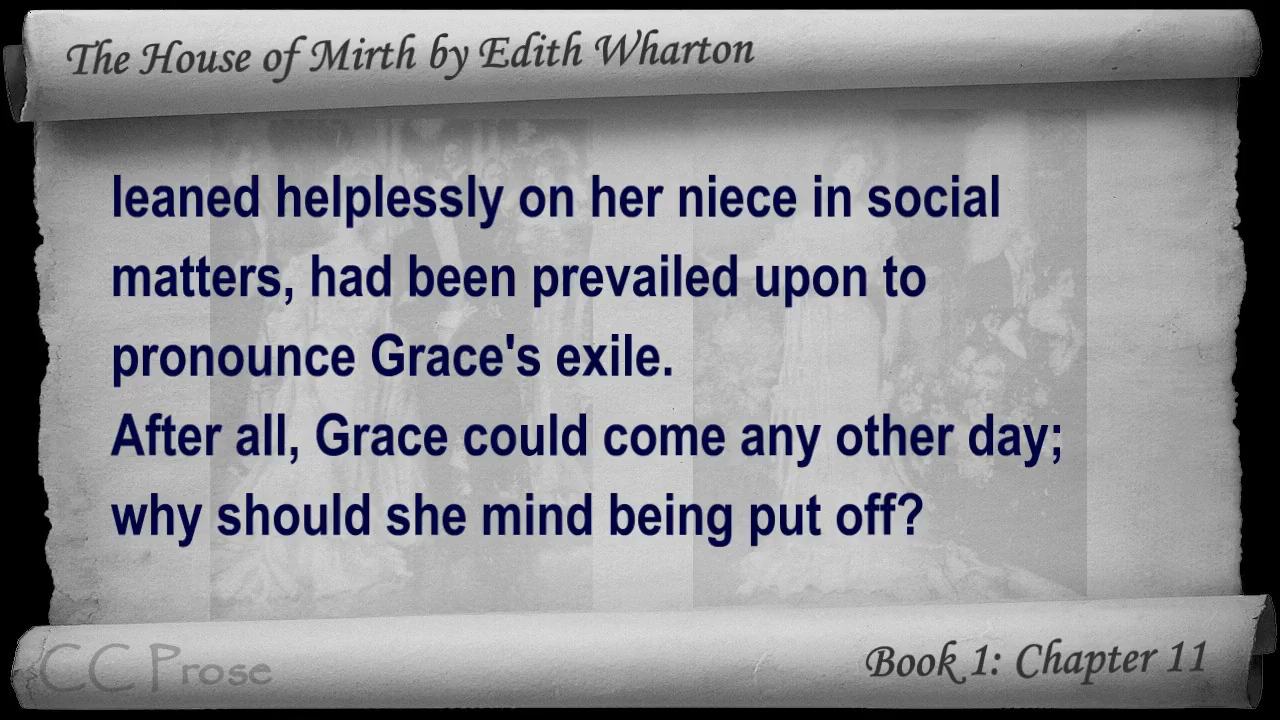 The House of Mirth by Edith Wharton
leaned helplessly on her niece in social
matters, had been prevailed upon to
pronounce Grace's exile.
After all, Grace could come any other day;
why should she mind being put off?
CC Prose
Book 1: Chapter 11